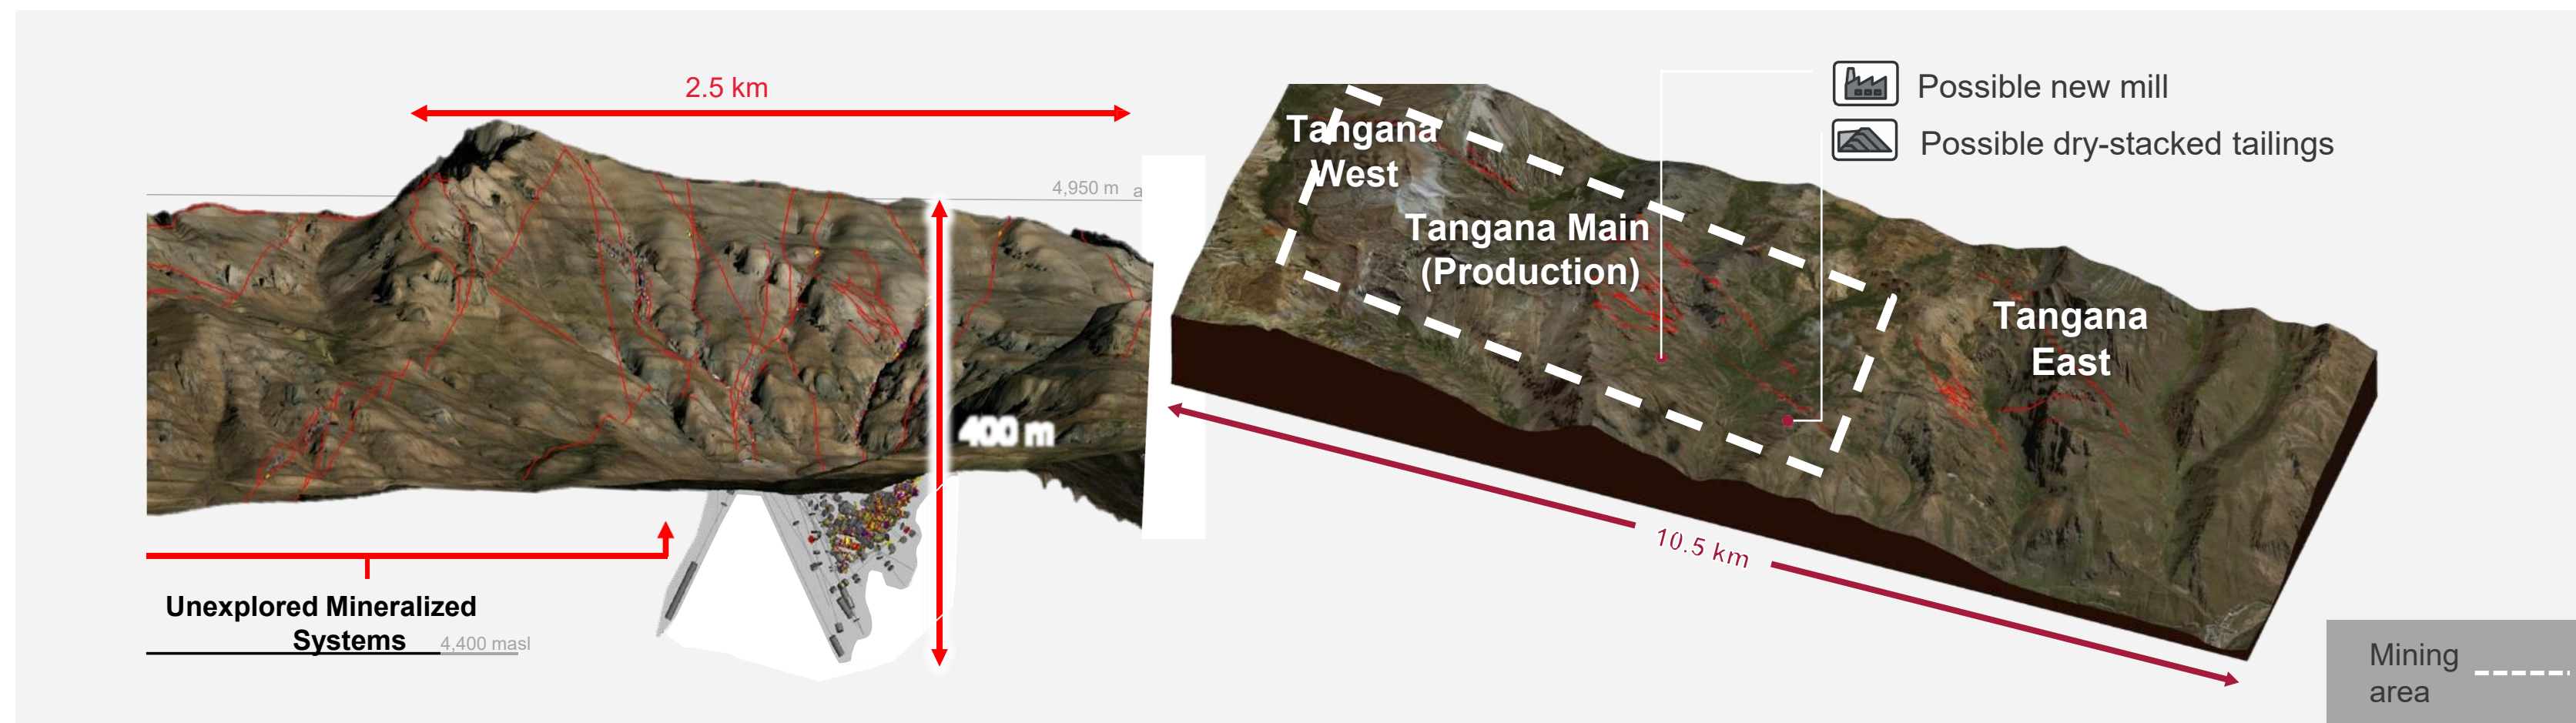 2.5 km
4,950 m a
400 m
Unexplored Mineralized
Systems
4,400 masl
Tangana
West
Tangana Main
(Production)
Tangana
East
Possible new mill
Possible dry-stacked tailings
10.5 km
Mining
area